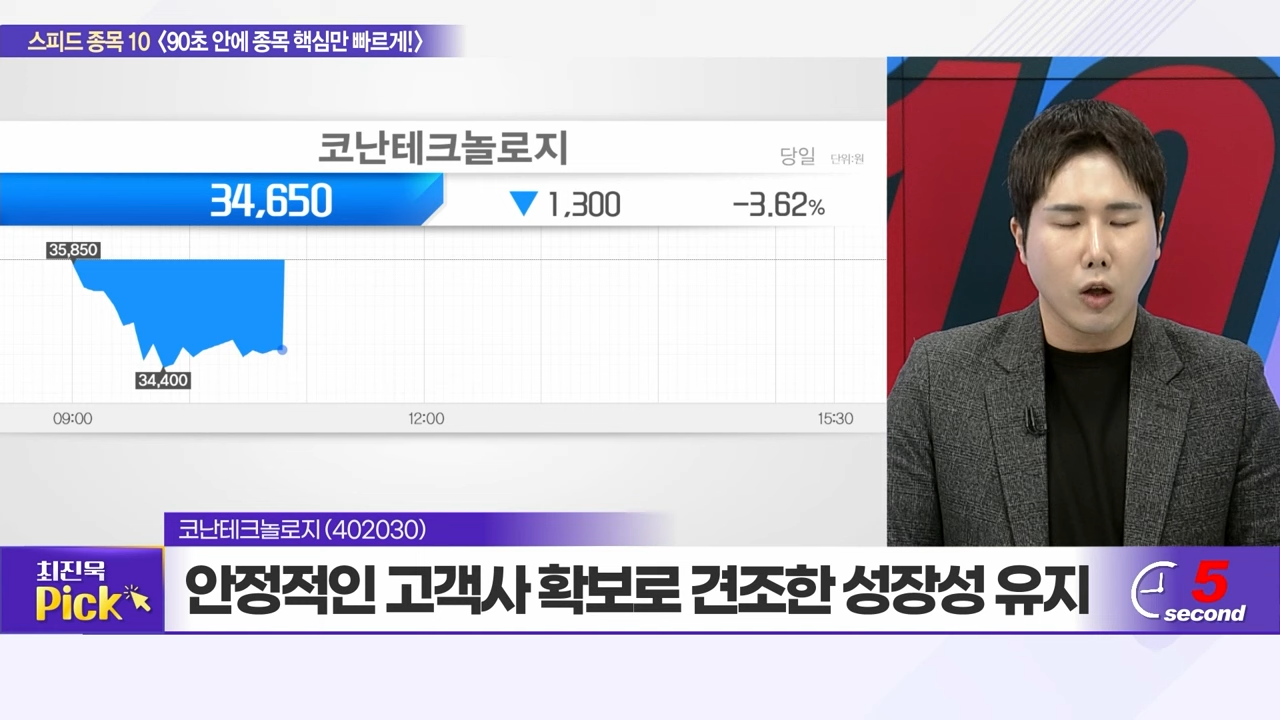 스피드 종목 10 <90초 안에 종목 핵심만 빠르게!>
코난테크놀로지
당일 단위:원
34,650 ▼ 1,300 -3.62%
35,850
34,400
09:00 12:00 15:30
10
코난테크놀로지 (402030)
최진욱
Pick
안정적인 고객사 확보로 견조한 성장성 유지
5
second